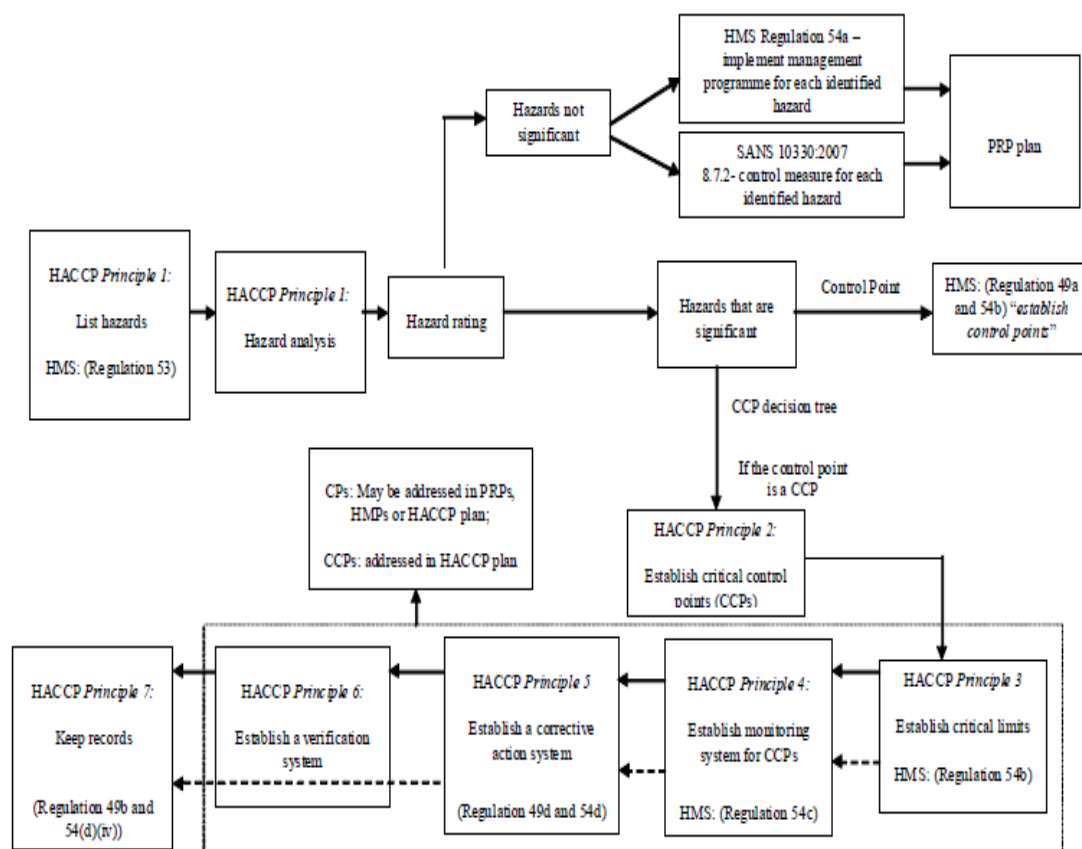 HMS Regulation 54a –
implement management
programme for each identified
hazard
Hazards not
significant
SANS 10330:2007
8.7.2- control measure for each
identified hazard
PRP plan
HACCP Principle 1:
List hazards
HMS: (Regulation 53)
HACCP Principle 1:
Hazard analysis
Hazard rating
Hazards that are
significant
Control Point
HMS: (Regulation 49a
and 54b) “establish
control points”
CCP decision tree
If the control point
is a CCP
CPs: May be addressed in PRPs,
HMPs or HACCP plan;
CCPs: addressed in HACCP plan
HACCP Principle 2:
Establish critical control
points (CCPs)
HACCP Principle 7:
Keep records
(Regulation 49b and
54(d)(iv))
HACCP Principle 6:
Establish a verification
system
HACCP Principle 5
Establish a corrective
action system
(Regulation 49d and 54d)
HACCP Principle 4:
Establish monitoring
system for CCPs
HMS: (Regulation 54c)
HACCP Principle 3
Establish critical limits
HMS: (Regulation 54b)